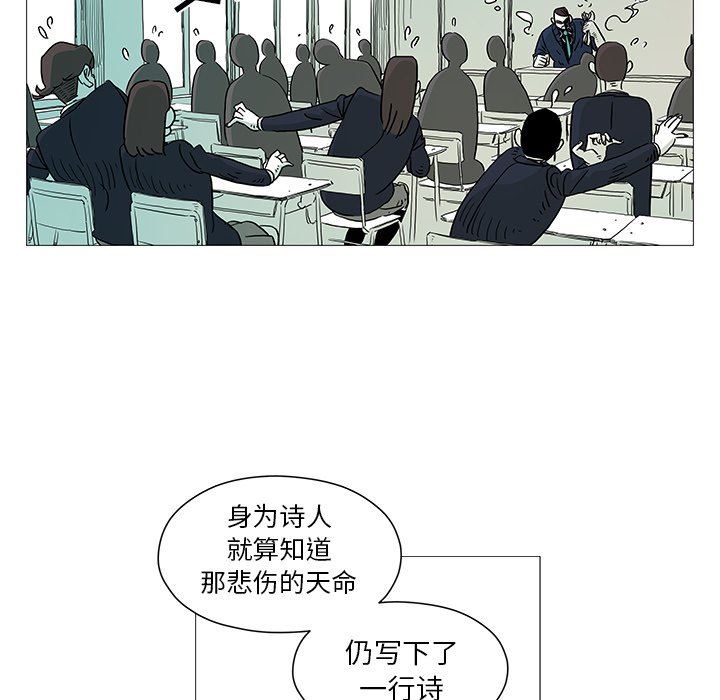 身为诗人
就算知道
那悲伤的天命
仍写下了
一行诗